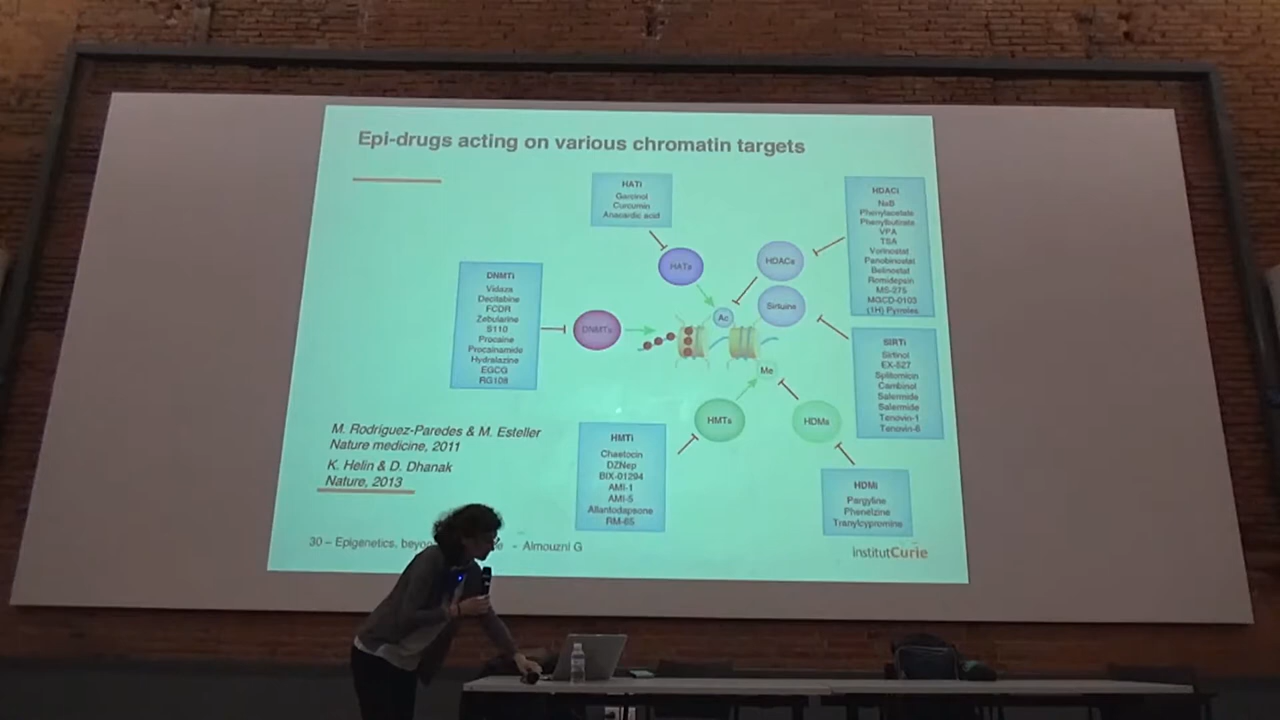 Epi-drugs acting on various chromatin targets
HATi
Garcinol
Curcumin
Anacardic acid
HDACi
NaB
Phenylacetate
Phenylbutirate
VPA
TSA
Vorinostat
Panobinostat
Belinostat
Romidepsin
MS-275
MGCD-0103
(1H) Pyrroles
HATs
HDACs
Sirtuins
Ac
DNMTi
Vidaza
Decitabine
FCDR
Zebularine
S110
Procaine
Procainamide
Hydralazine
EGCG
RG108
DNMTs
SIRTi
Sirtinol
EX-527
Splitomicin
Cambinol
Salermide
Salermide
Tenovin-1
Tenovin-6
Me
HMTs
HDMs
HMTi
Chaetocin
DZNep
BIX-01294
AMI-1
AMI-5
Allantodapsone
RM-65
HDMi
Pargyline
Phenelzine
Tranylcypromine
M. Rodríguez-Paredes & M. Esteller
Nature medicine, 2011
K. Helin & D. Dhanak
Nature, 2013
30 – Epigenetics, - Almouzni G
institutCurie